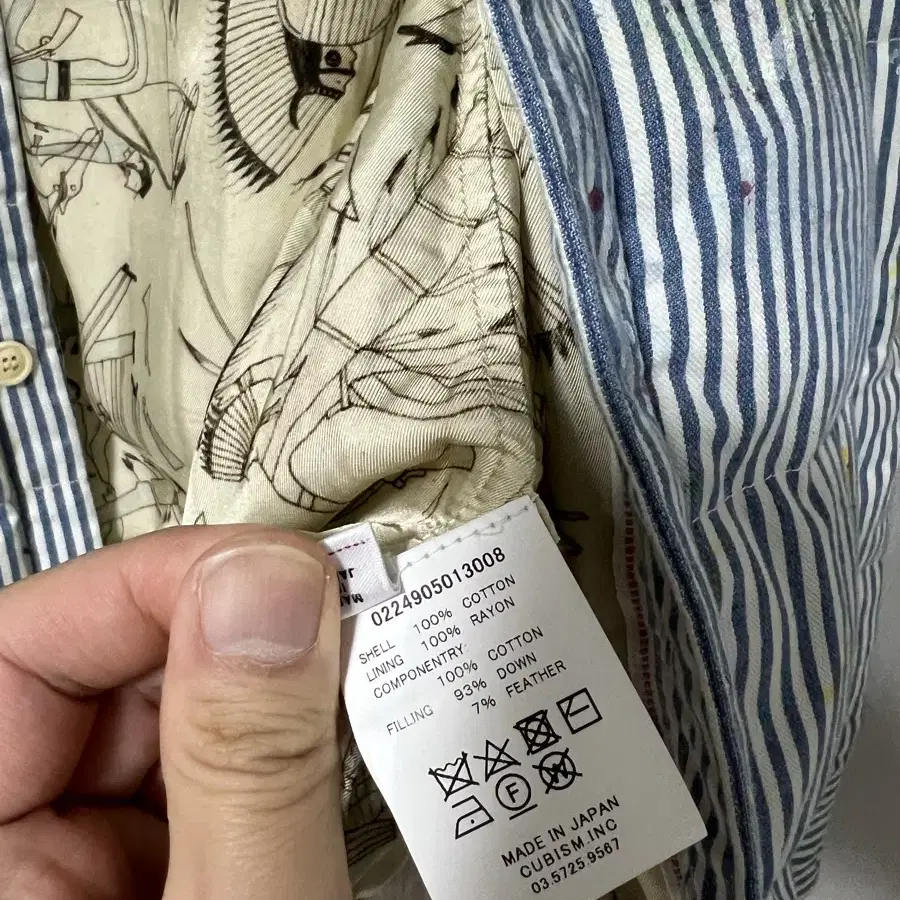 0224905013008
SHELL 100% COTTON
LINING 100% RAYON
COMPONENTRY
100% COTTON
FILLING 93% DOWN
7% FEATHER
F
W
MADE IN JAPAN
CUBISM.INC
03.5725.9567